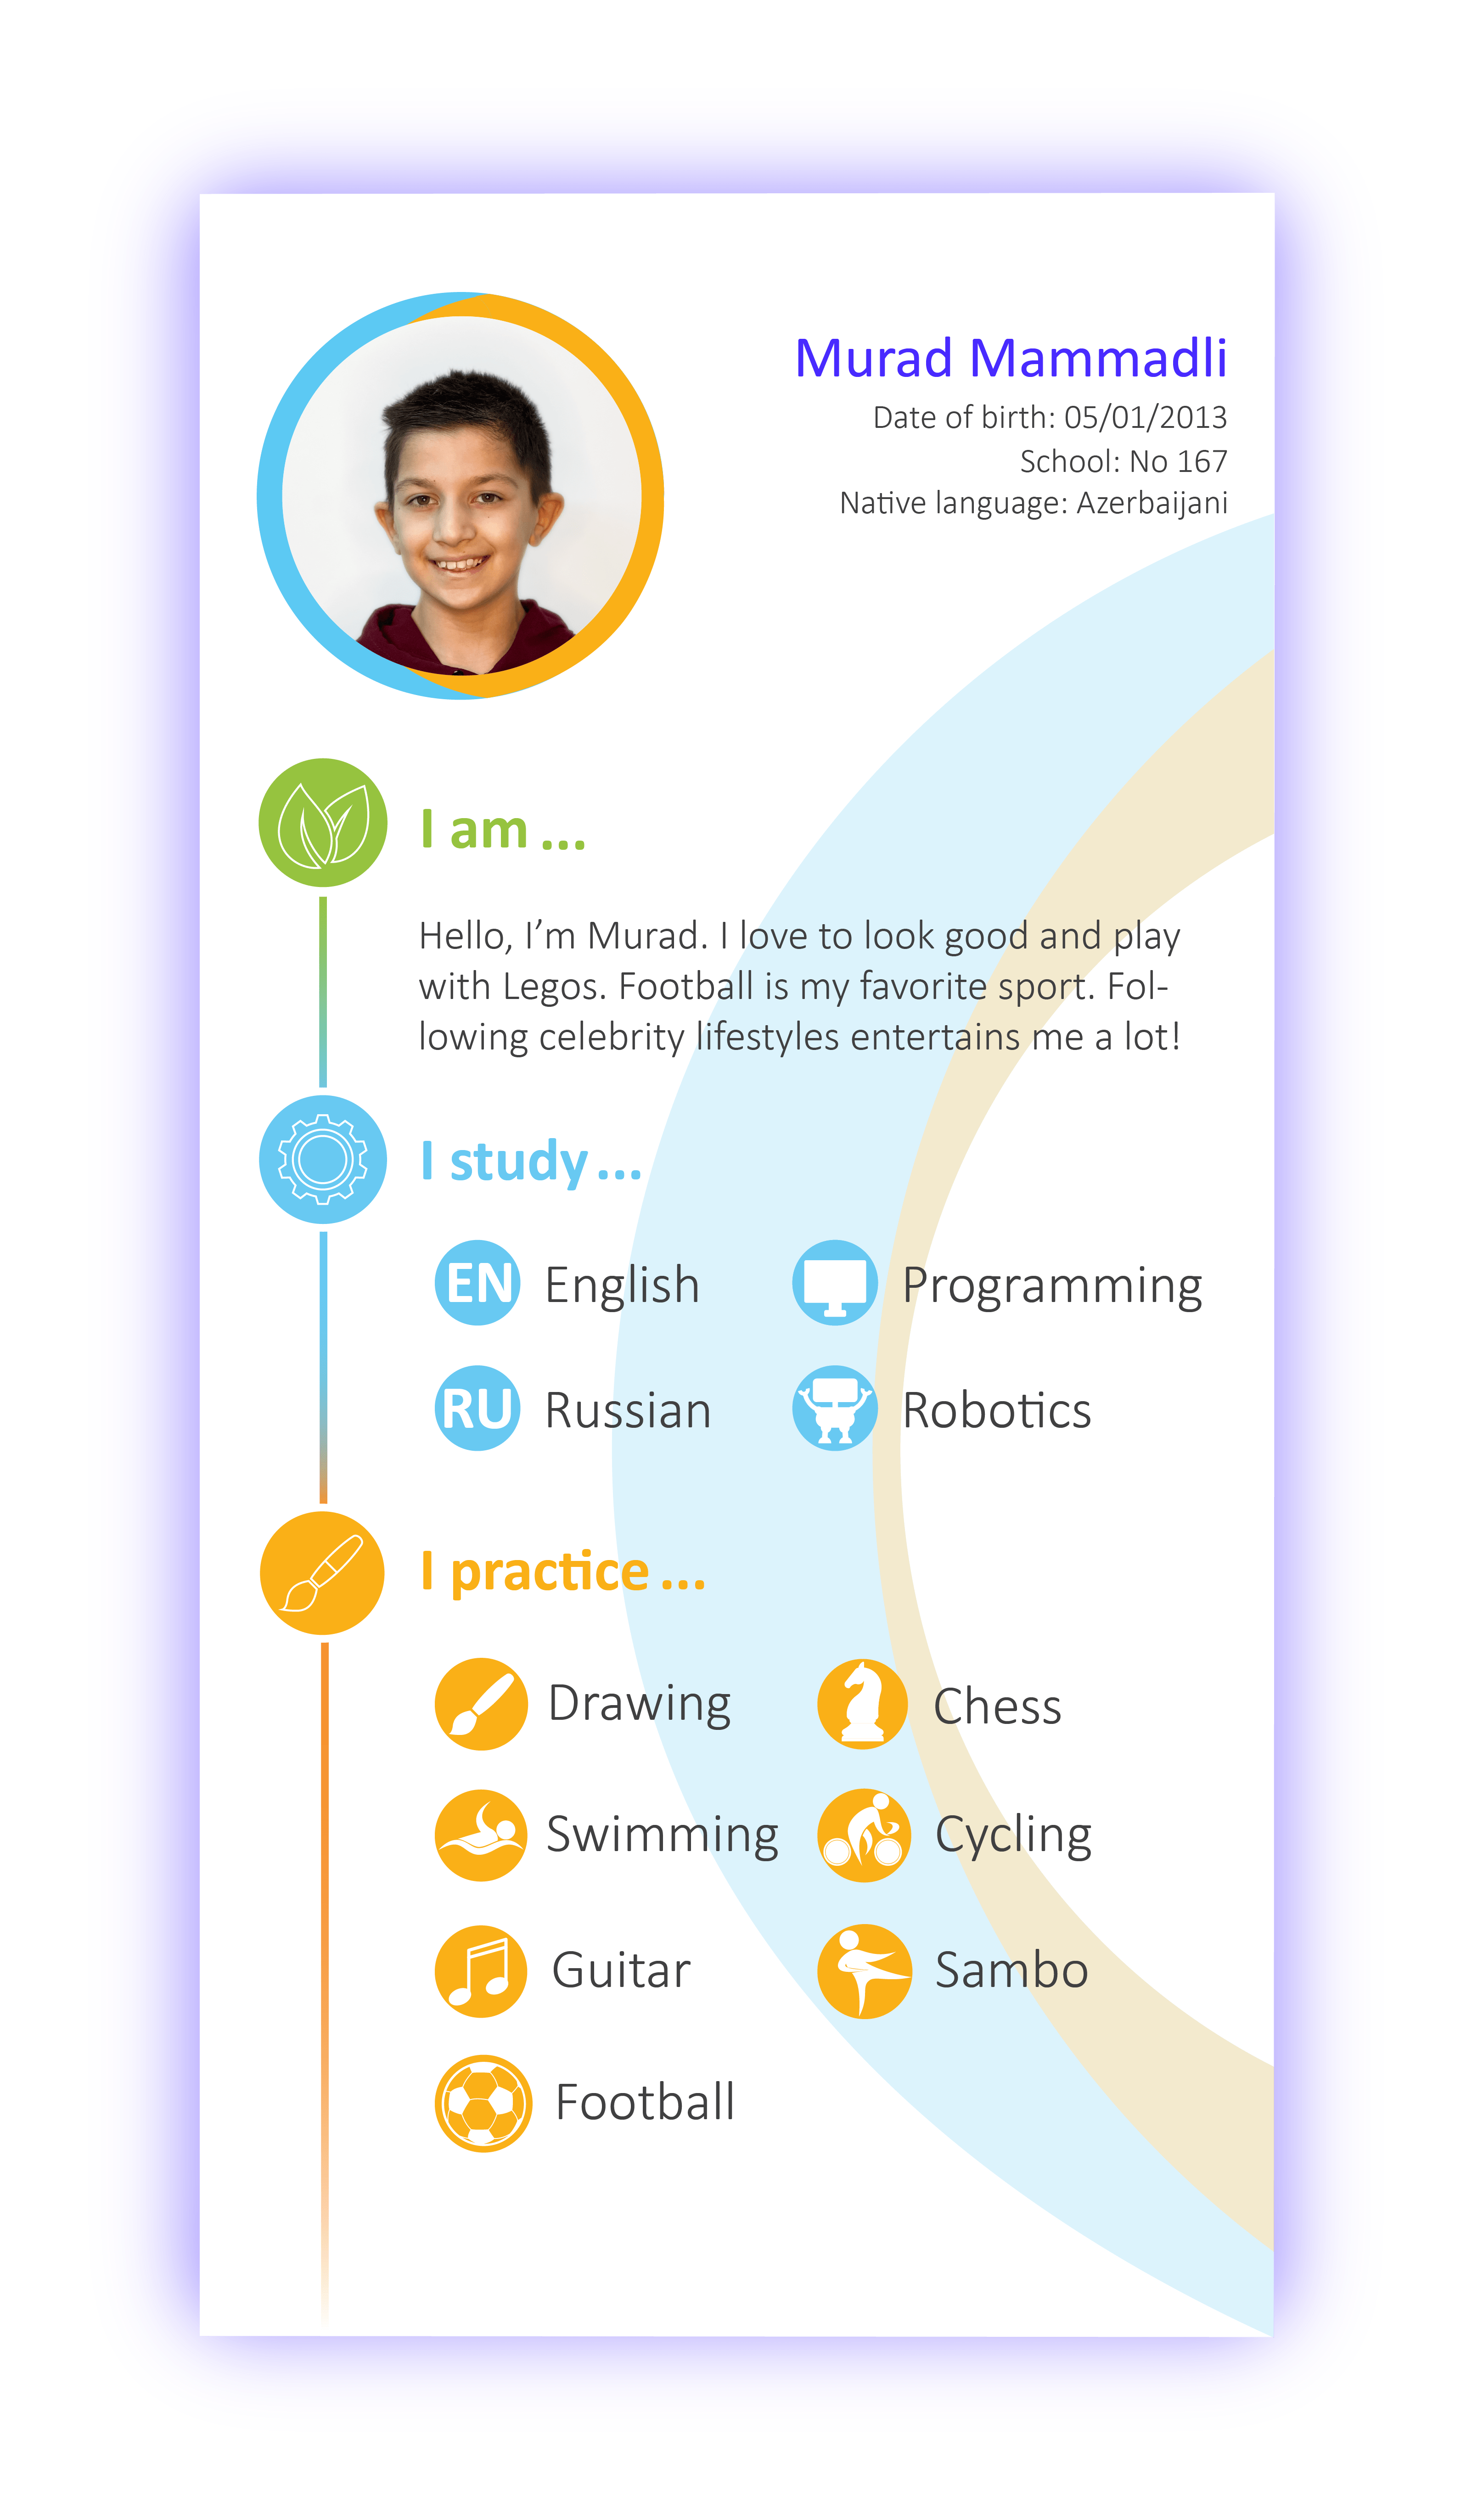 Murad Mammadli
Date of birth: 05/01/2013
School: No 167
Native language: Azerbaijani
I am ...
Hello, I’m Murad. I love to look good and play
with Legos. Football is my favorite sport. Fol-
lowing celebrity lifestyles entertains me a lot!
I study...
EN English
Programming
RU Russian
Robotics
I practice ...
Drawing
Chess
Swimming
Cycling
Guitar
Sambo
Football